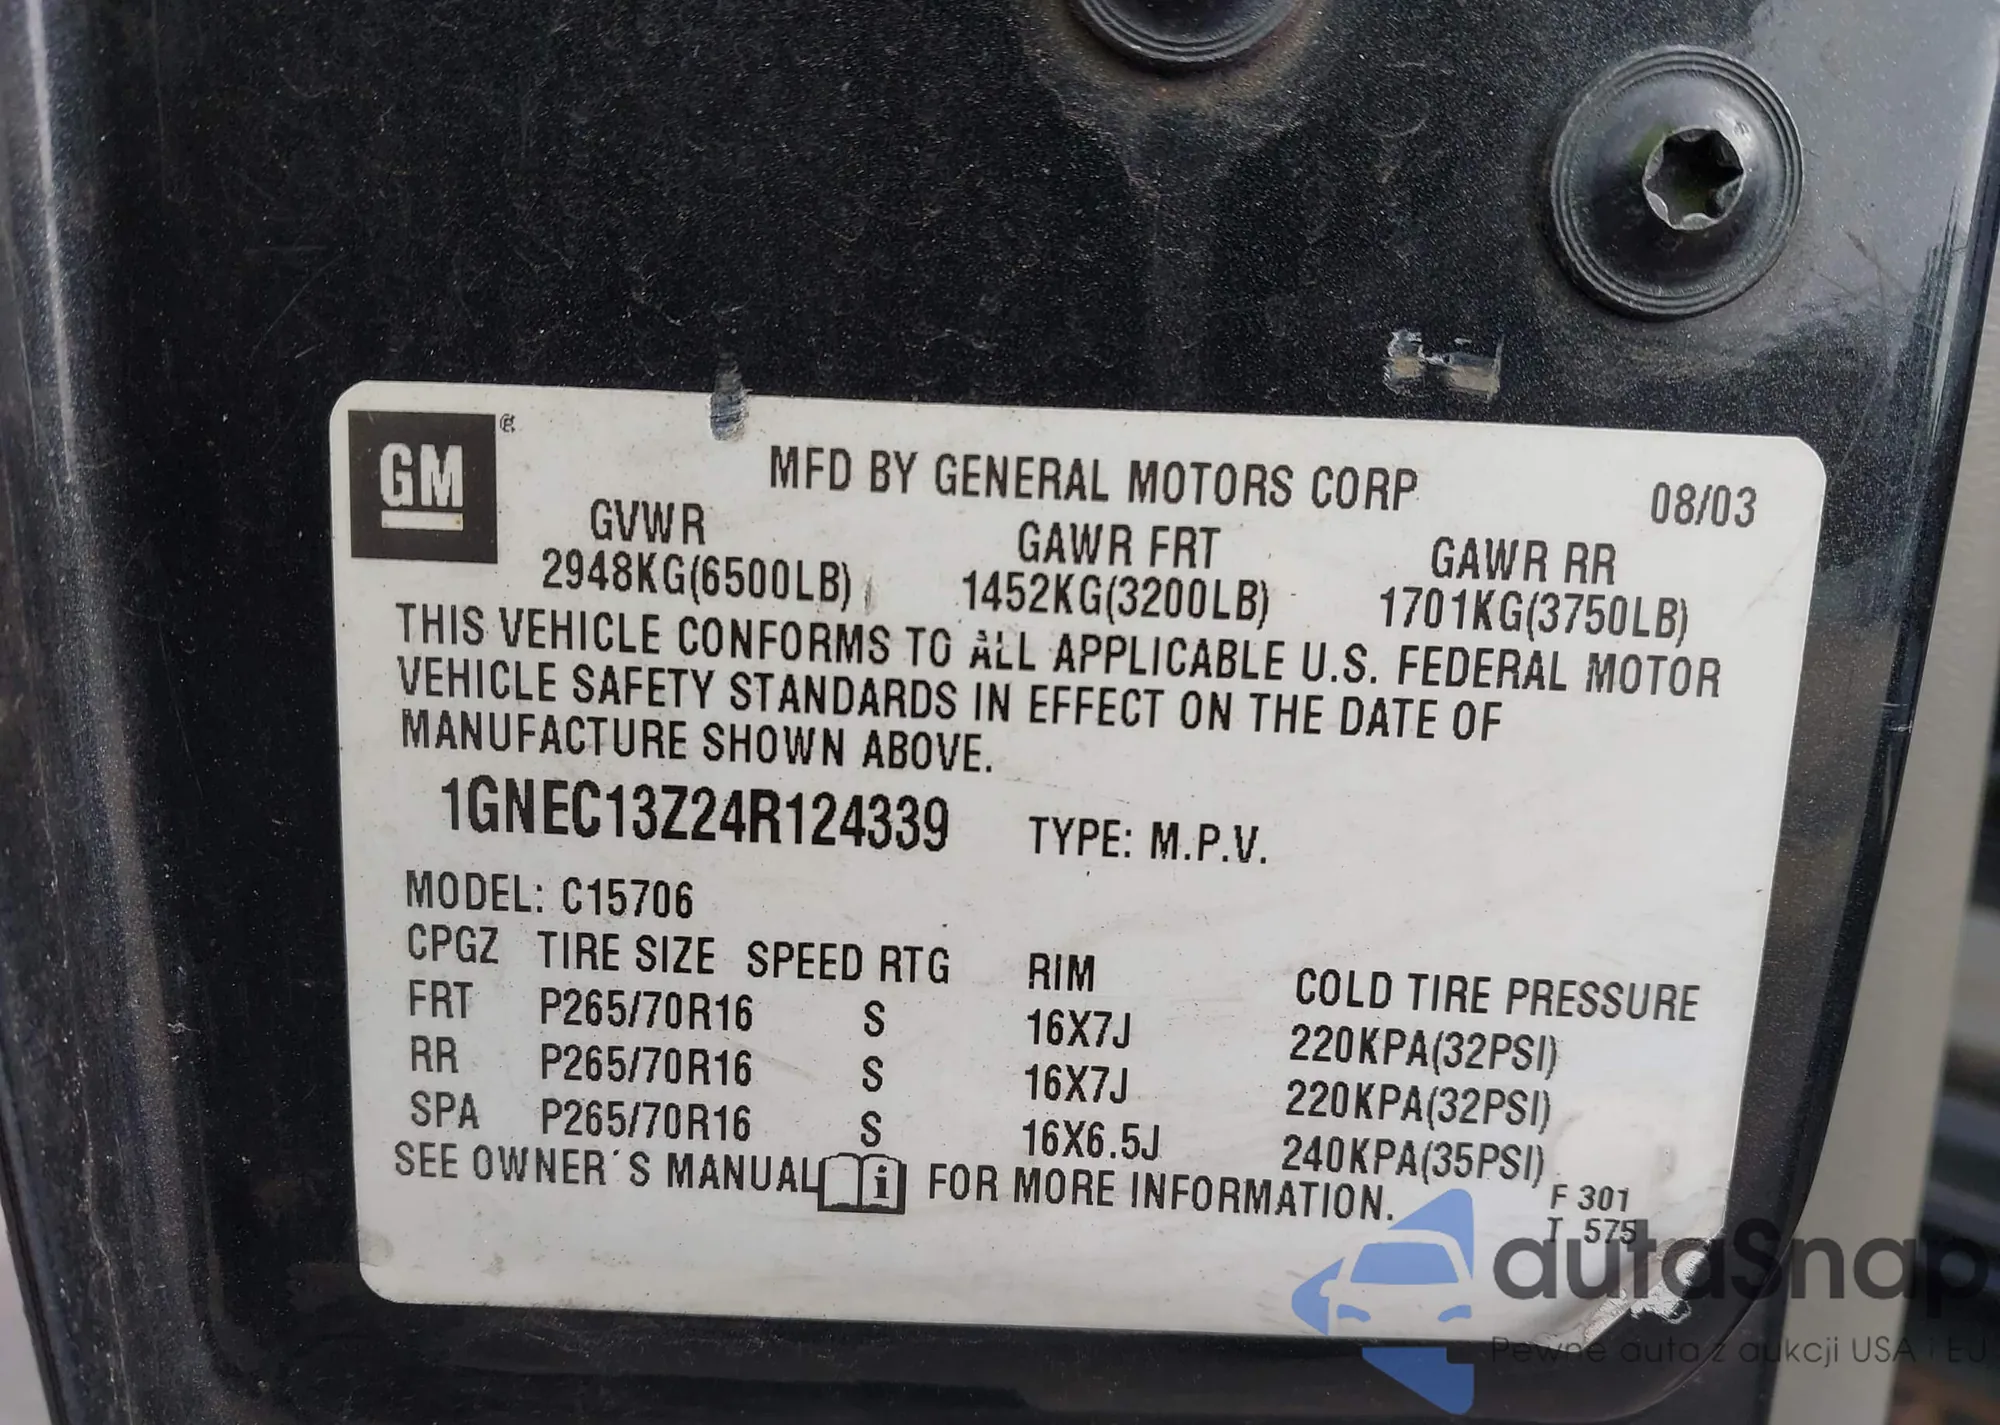 GM
MFD BY GENERAL MOTORS CORP 08/03
GVWR GAWR FRT GAWR RR
2948KG(6500LB) 1452KG(3200LB) 1701KG(3750LB)
THIS VEHICLE CONFORMS TO ALL APPLICABLE U.S. FEDERAL MOTOR
VEHICLE SAFETY STANDARDS IN EFFECT ON THE DATE OF
MANUFACTURE SHOWN ABOVE.
1GNEC13Z24R124339 TYPE: M.P.V.
MODEL: C15706
CPGZ TIRE SIZE SPEED RTG RIM COLD TIRE PRESSURE
FRT P265/70R16 S 16X7J 220KPA(32PSI)
RR P265/70R16 S 16X7J 220KPA(32PSI)
SPA P265/70R16 S 16X6.5J 240KPA(35PSI)
SEE OWNER´S MANUAL i FOR MORE INFORMATION.
F 301
T 575
autaSnap
Pewne auta z aukcji USA i EU